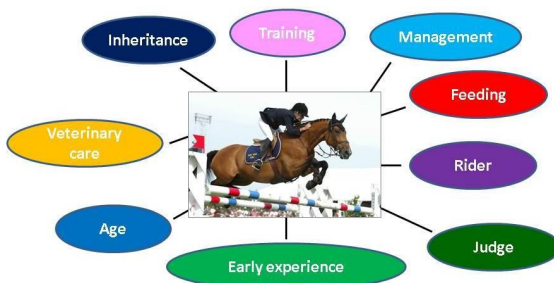 Inheritance
Training
Management
Feeding
Veterinary
care
Rider
Age
Judge
Early experience